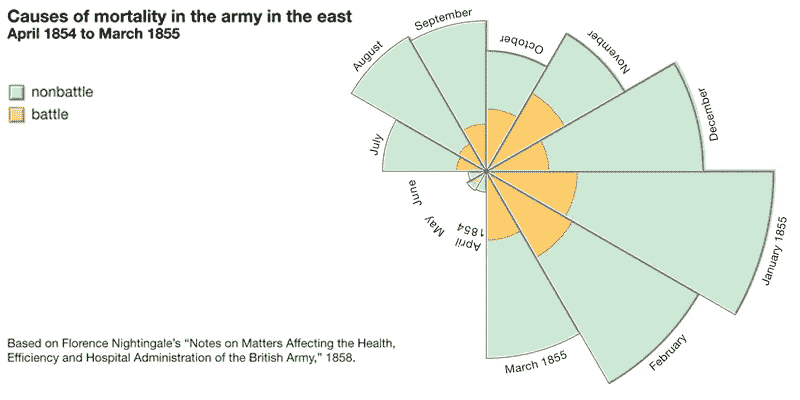 Causes of mortality in the army in the east
April 1854 to March 1855
nonbattle
battle
April
1854
May
June
July
August
September
October
November
December
January 1855
February
March 1855
Based on Florence Nightingale's “Notes on Matters Affecting the Health,
Efficiency and Hospital Administration of the British Army,” 1858.